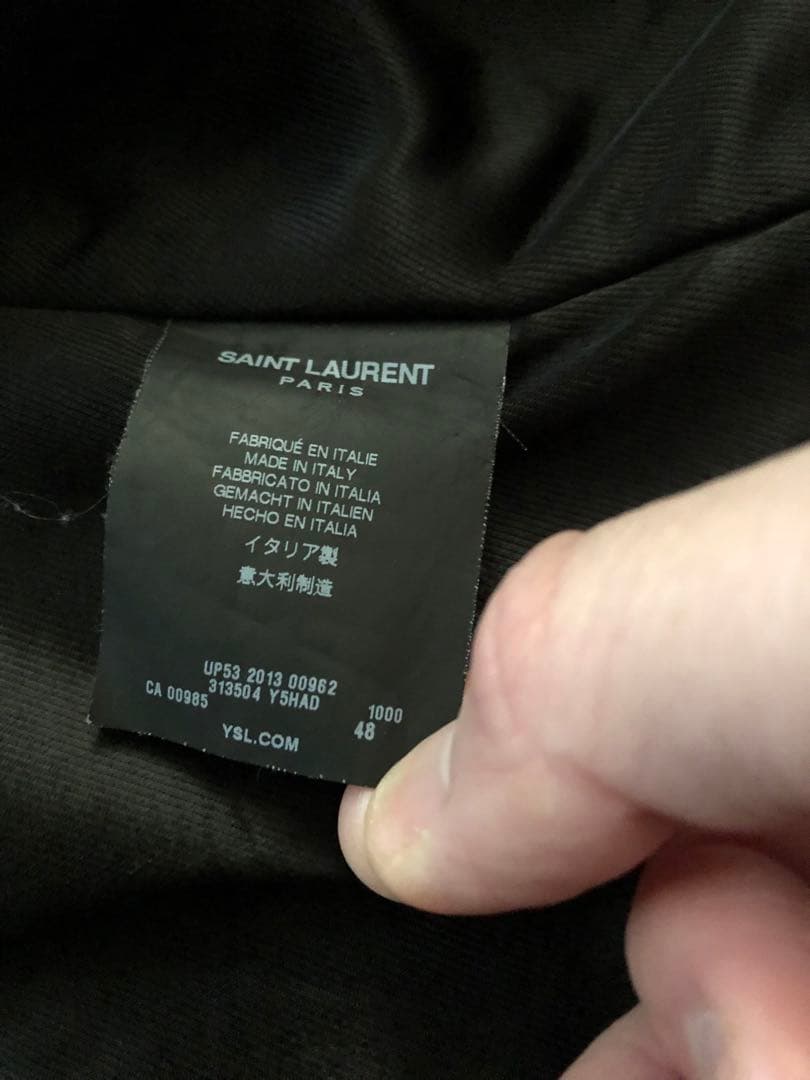 SAINT LAURENT
PARIS
FABRIQUÉ EN ITALIE
MADE IN ITALY
FABBRICATO IN ITALIA
GEMACHT IN ITALIEN
HECHO EN ITALIA
イタリア製
意大利制造
UP53 2013 00962
313504 Y5HAD
CA 00985
1000
48
YSL.COM